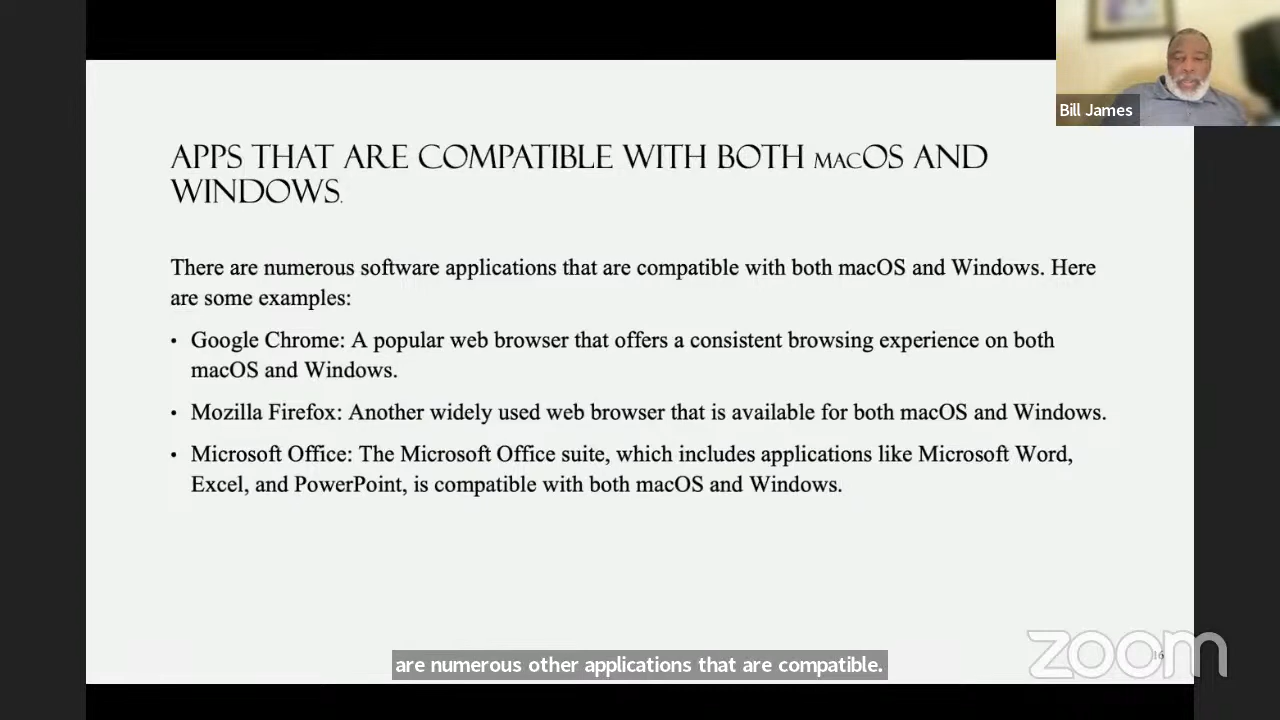 Bill James
APPS THAT ARE COMPATIBLE WITH BOTH MACOS AND
WINDOWS.
There are numerous software applications that are compatible with both macOS and Windows. Here
are some examples:
• Google Chrome: A popular web browser that offers a consistent browsing experience on both
macOS and Windows.
• Mozilla Firefox: Another widely used web browser that is available for both macOS and Windows.
• Microsoft Office: The Microsoft Office suite, which includes applications like Microsoft Word,
Excel, and PowerPoint, is compatible with both macOS and Windows.
are numerous other applications that are compatible.
zoom
16